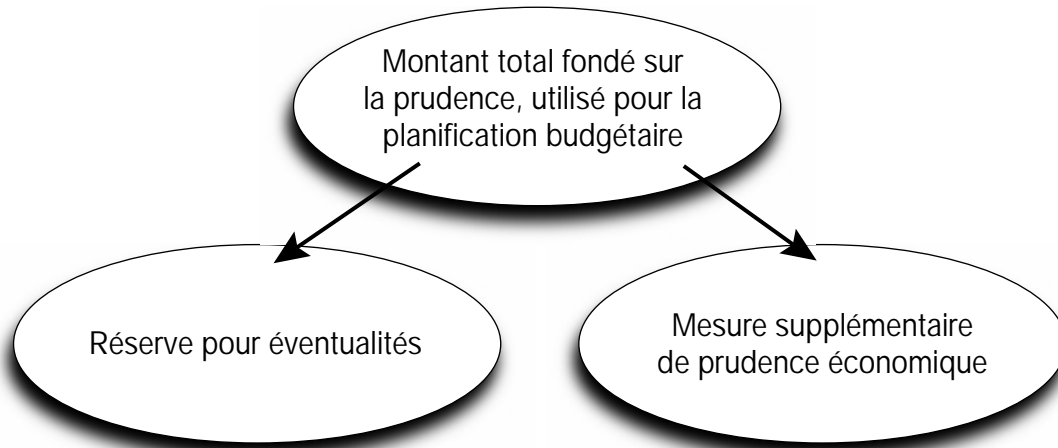 Montant total fondé sur
la prudence, utilisé pour la
planification budgétaire
Réserve pour éventualités
Mesure supplémentaire
de prudence économique